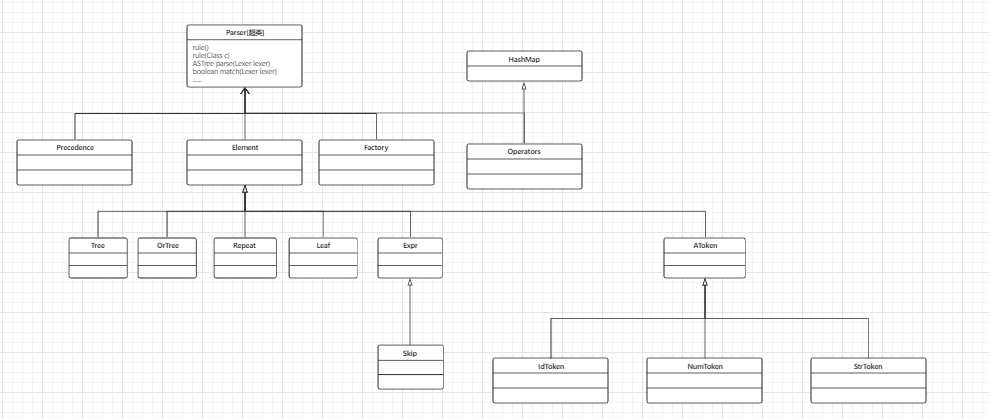 Parser(超类)
rule()
rule(Class c)
ASTree parse(Lexer lexer)
boolean match(Lexer lexer)
......
HashMap
Precedence
Element
Factory
Operators
Tree
OrTree
Repeat
Leaf
Expr
AToken
Skip
IdToken
NumToken
StrToken